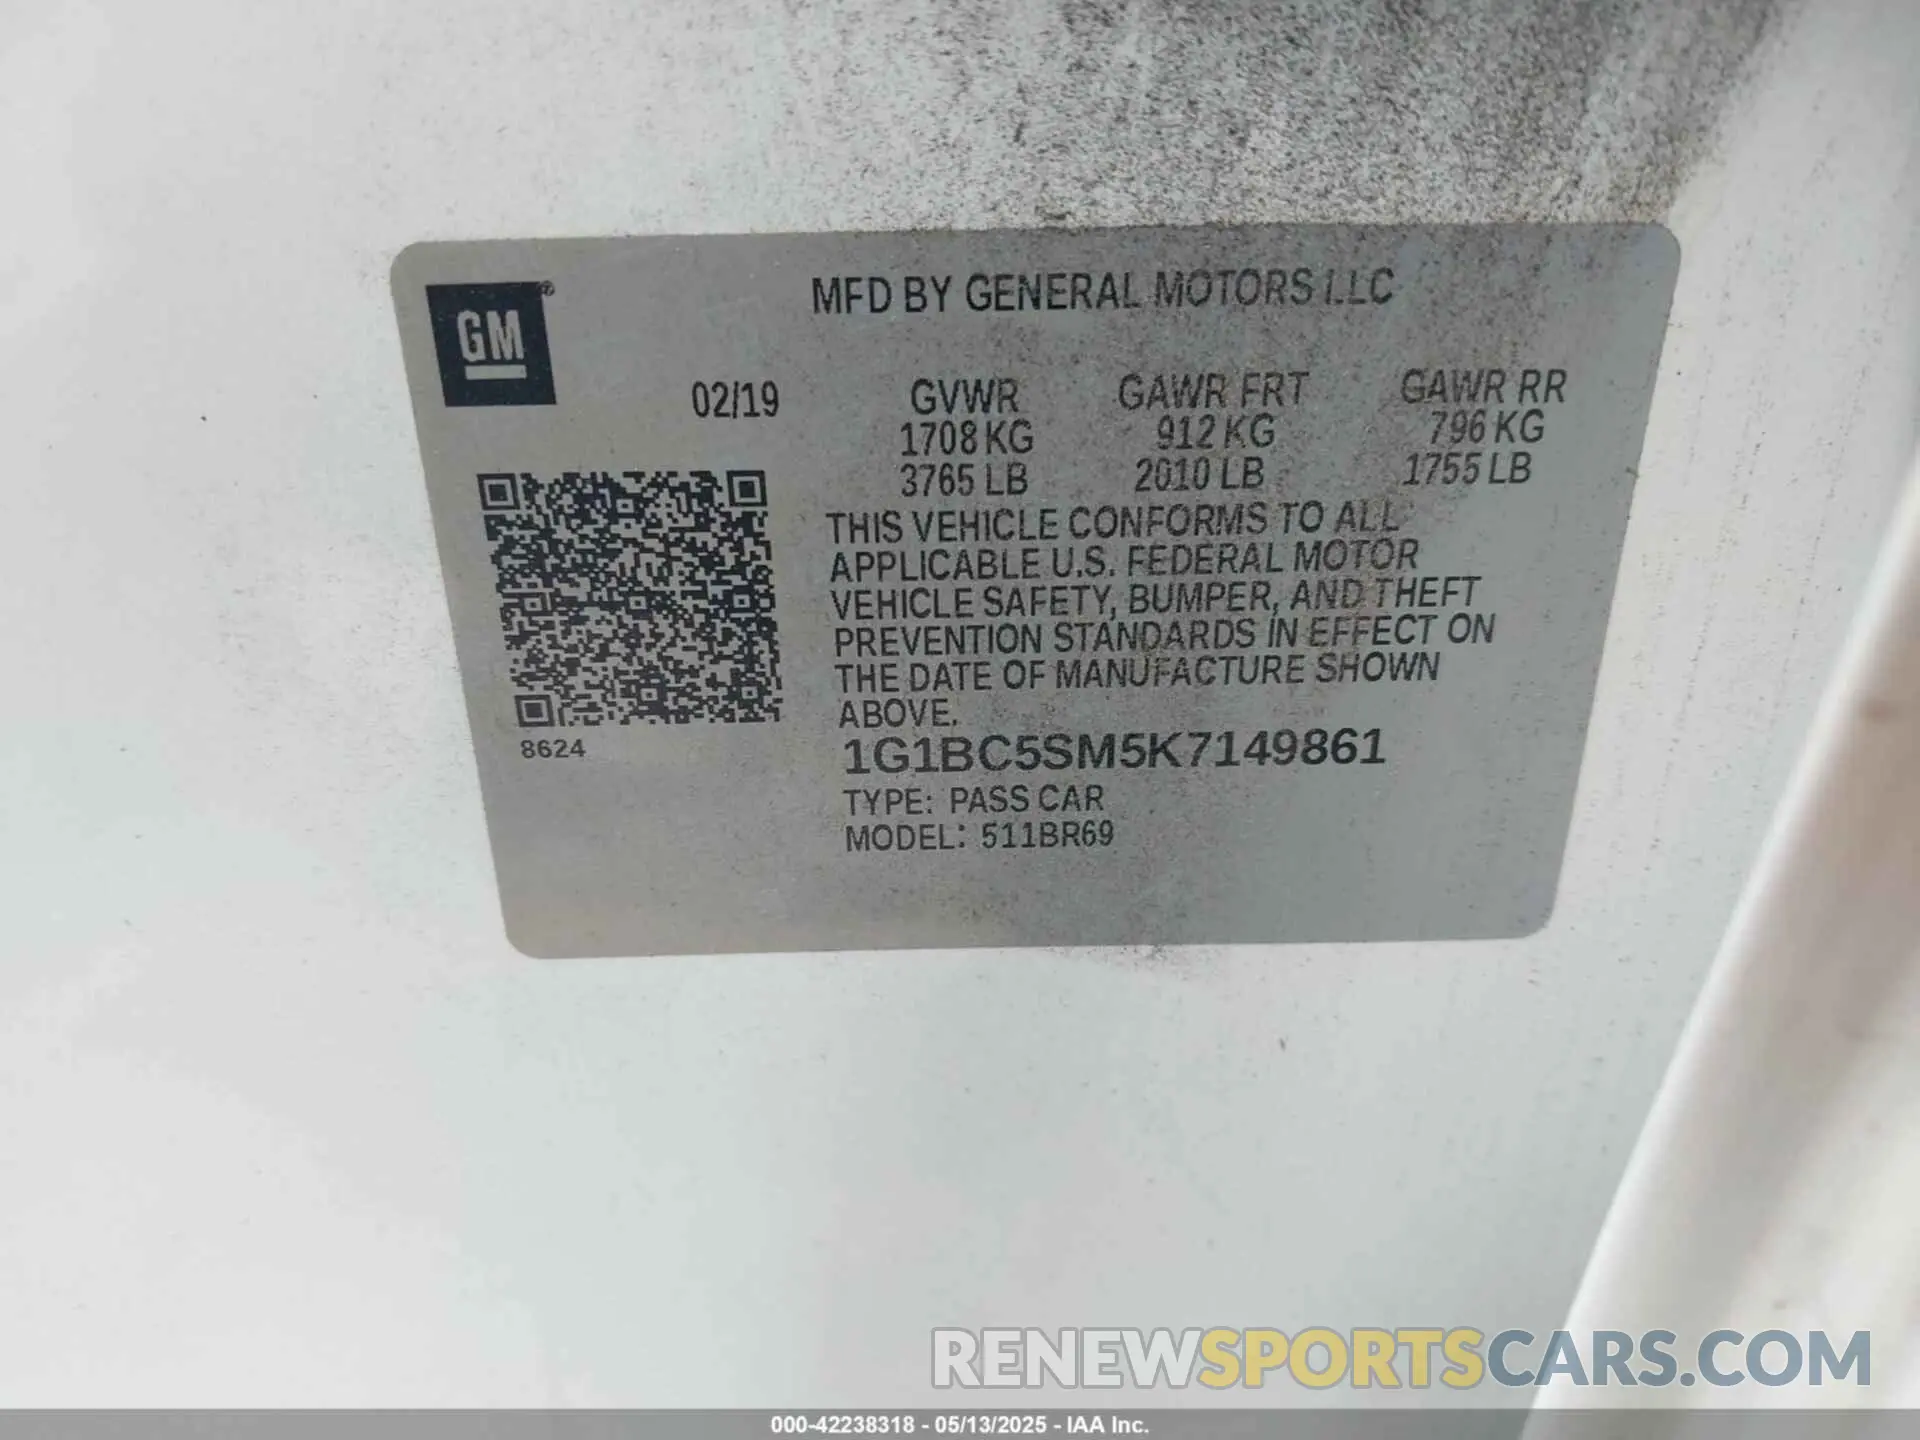 GM®
MFD BY GENERAL MOTORS LLC
02/19
GVWR GAWR FRT GAWR RR
1708 KG 912 KG 796 KG
3765 LB 2010 LB 1755 LB
THIS VEHICLE CONFORMS TO ALL
APPLICABLE U.S. FEDERAL MOTOR
VEHICLE SAFETY, BUMPER, AND THEFT
PREVENTION STANDARDS IN EFFECT ON
THE DATE OF MANUFACTURE SHOWN
ABOVE.
8624
1G1BC5SM5K7149861
TYPE: PASS CAR
MODEL: 511BR69
RENEWSPORTSCARS.COM
000-42238318 - 05/13/2025 - IAA Inc.